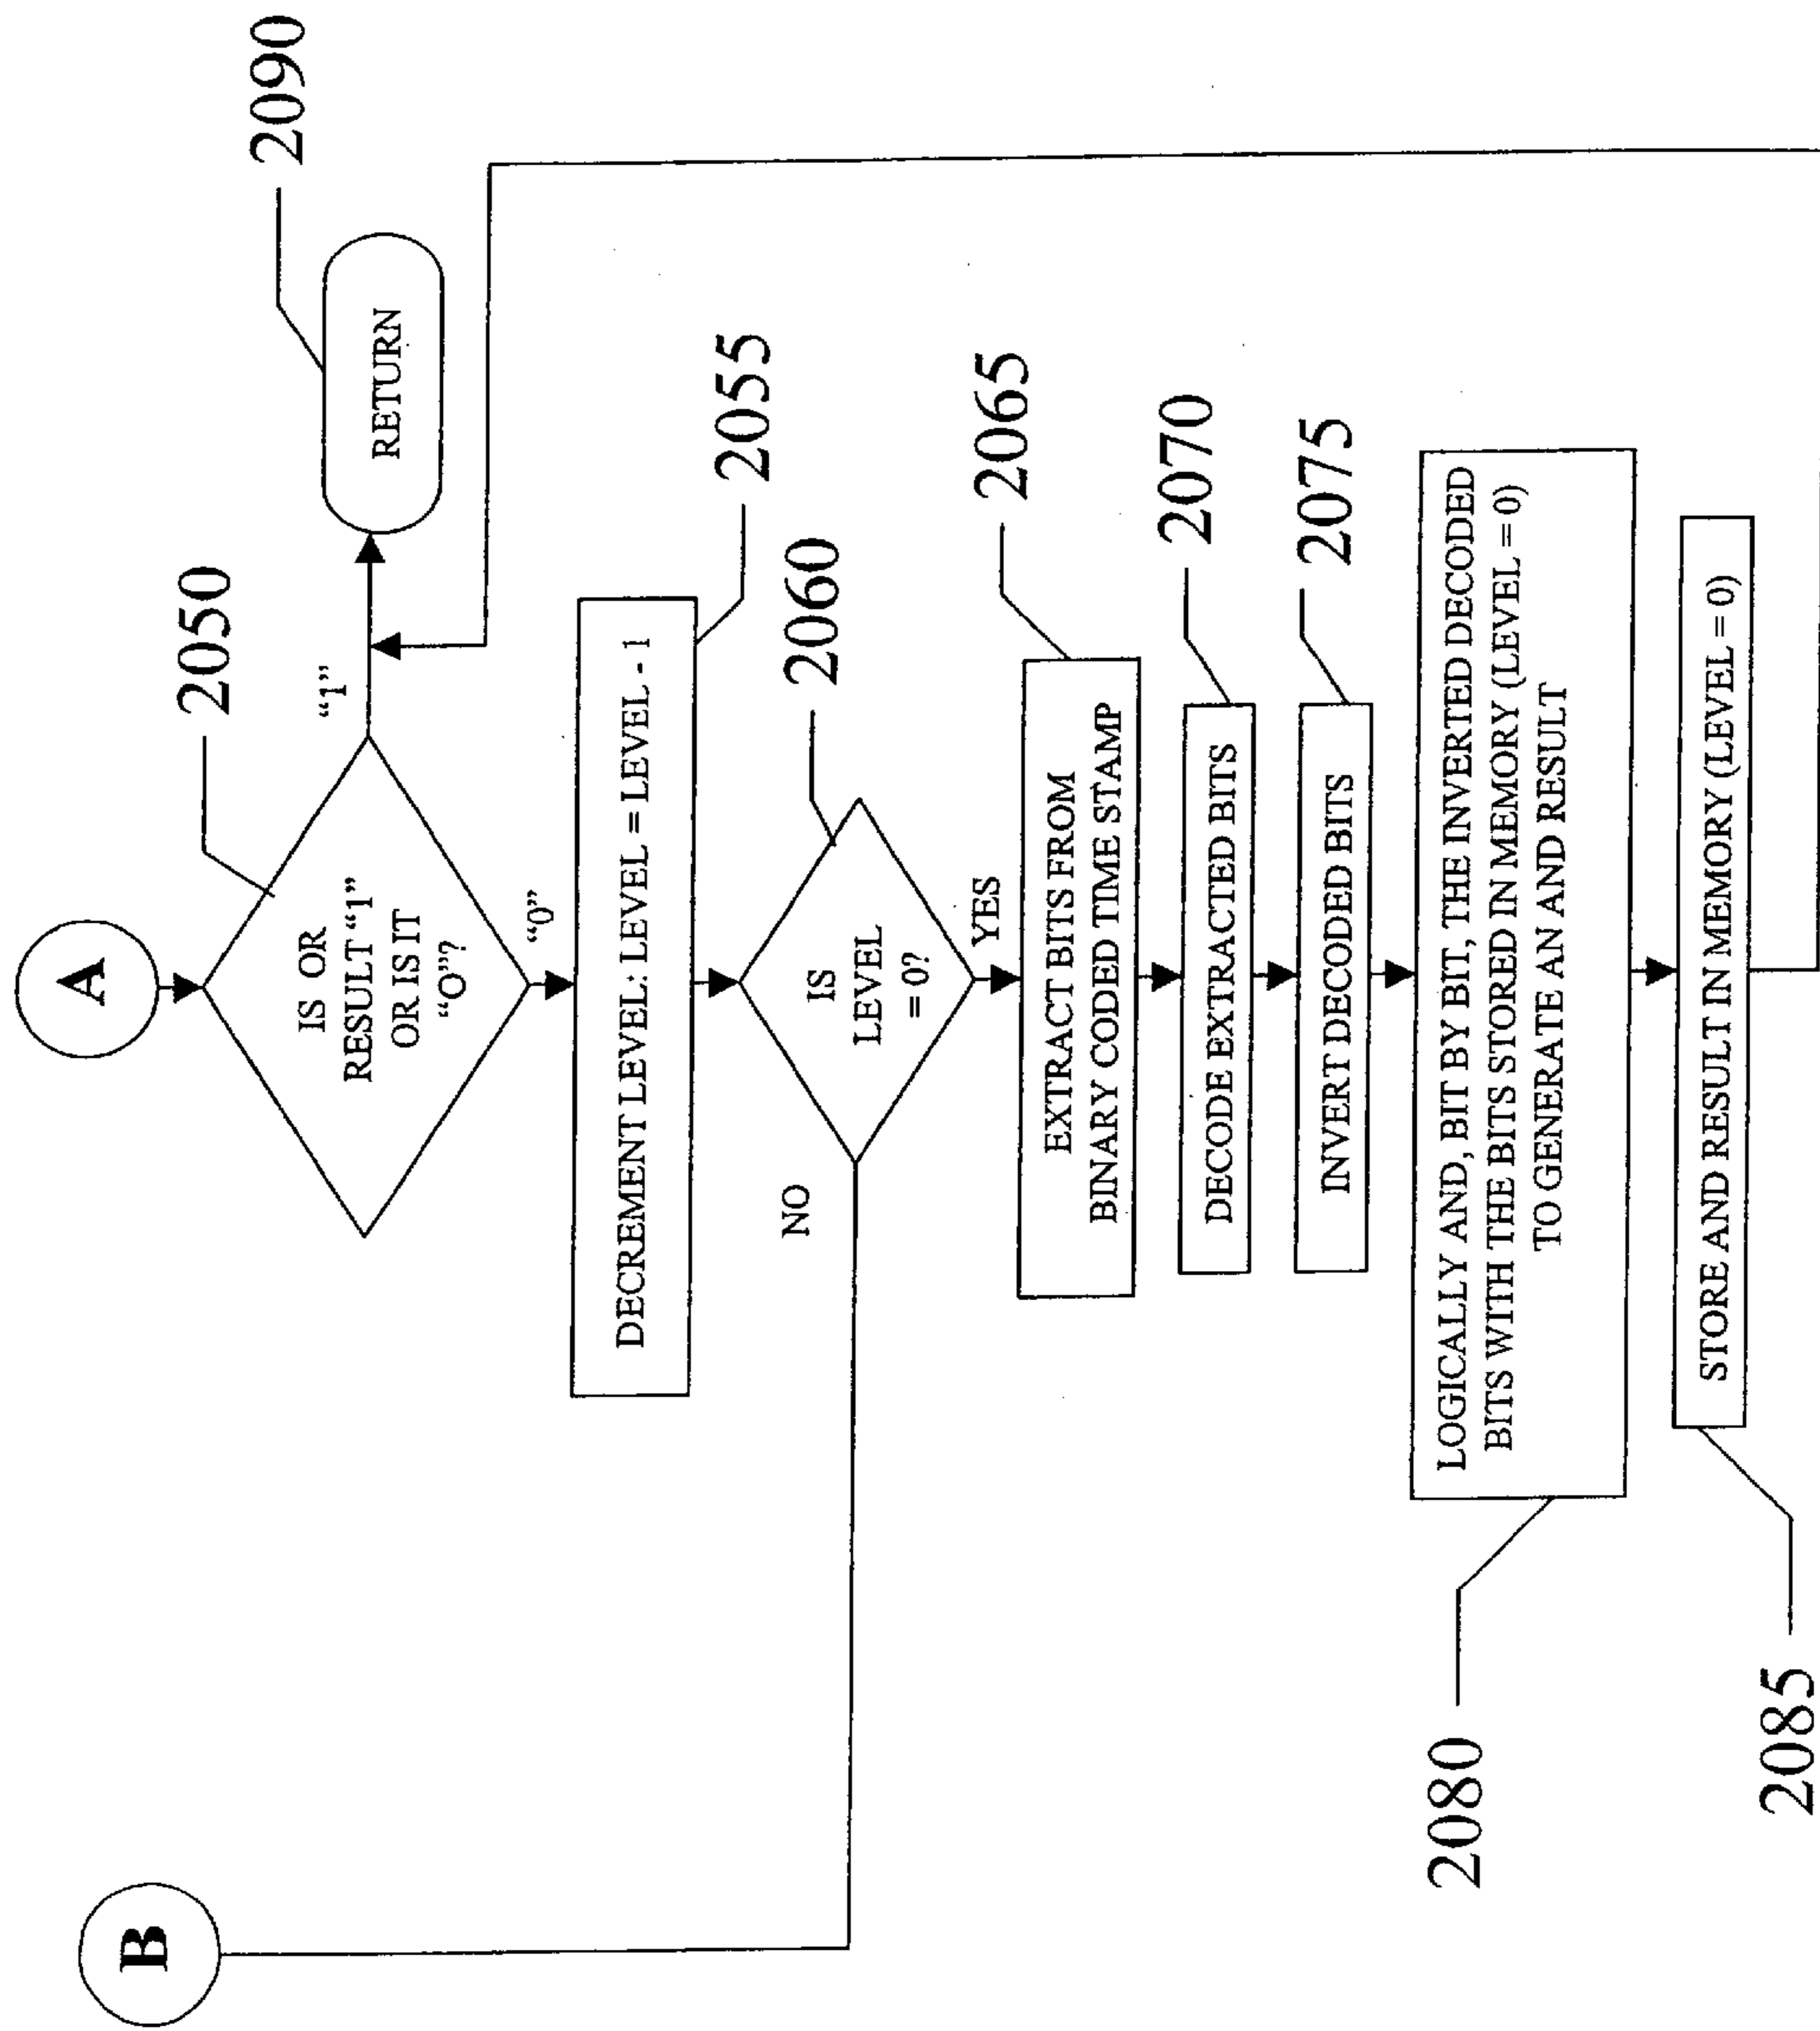 A
2050
IS OR
RESULT "1"
OR IS IT
"O"?
"1"
RETURN
2090
"0"
DECREMENT LEVEL: LEVEL = LEVEL - 1
2055
B
NO
IS
LEVEL
= 0?
2060
YES
EXTRACT BITS FROM
BINARY CODED TIME STAMP
2065
DECODE EXTRACTED BITS
2070
INVERT DECODED BITS
2075
2080
LOGICALLY AND, BIT BY BIT, THE INVERTED DECODED
BITS WITH THE BITS STORED IN MEMORY (LEVEL = 0)
TO GENERATE AN AND RESULT
2085
STORE AND RESULT IN MEMORY (LEVEL = 0)